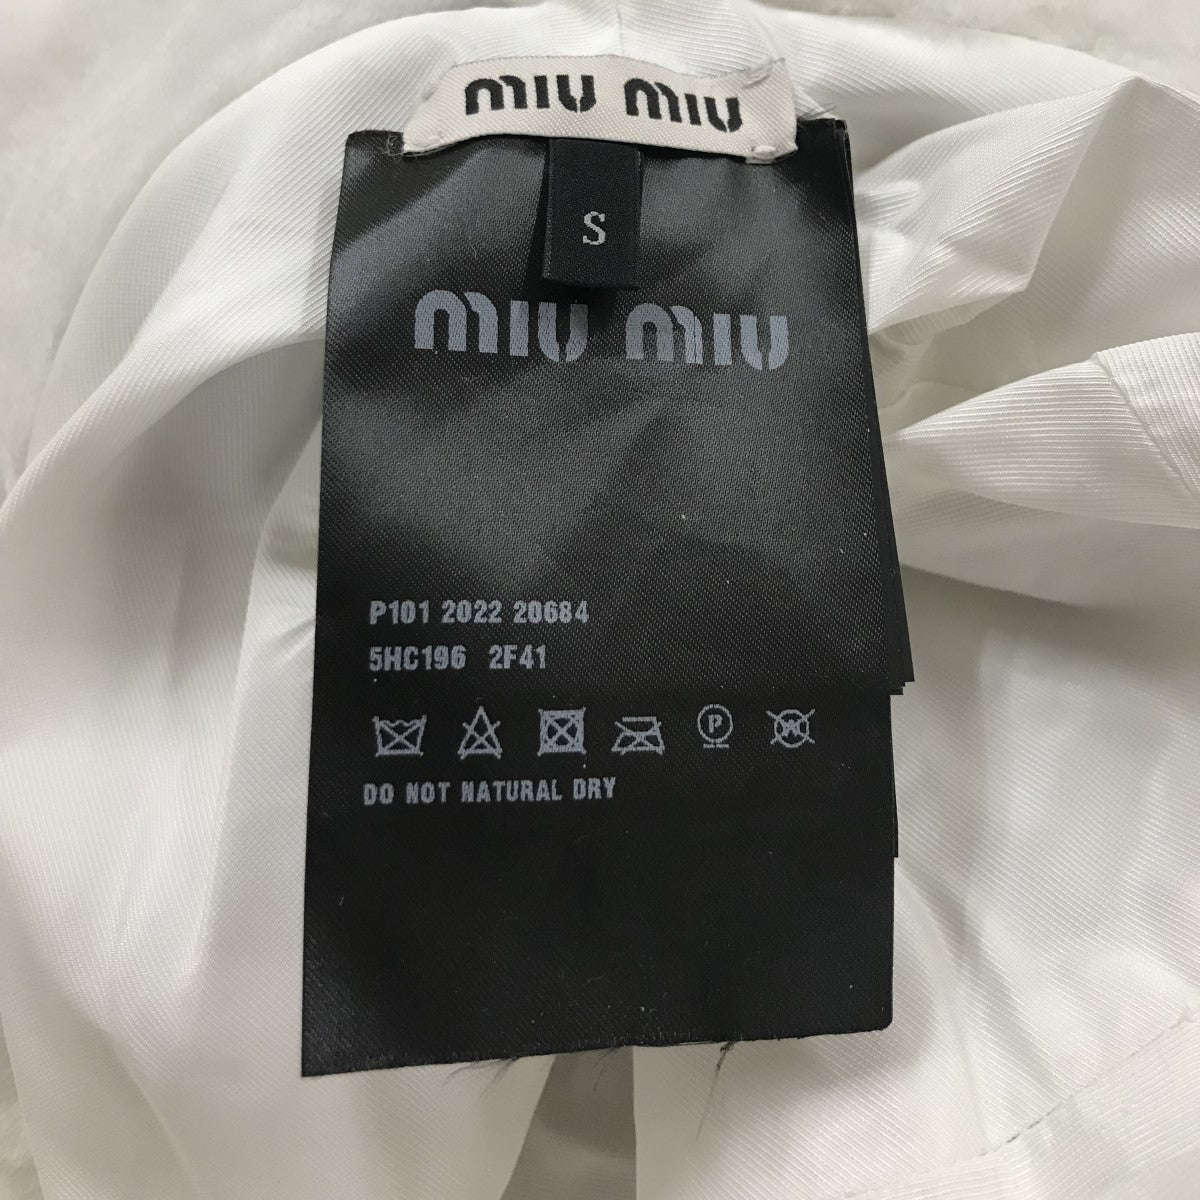 miu miu
S
miu miu
P101 2022 20684
5HC196 2F41
P W
DO NOT NATURAL DRY